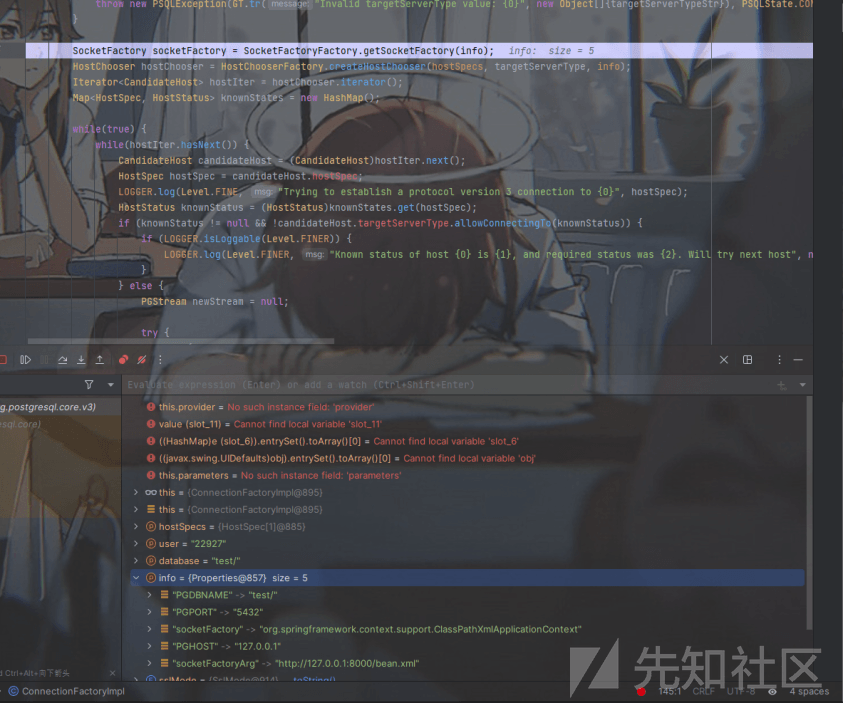 throw new PSQLException(GT.tr( message: "Invalid targetServerType value: {0}", new Object[]{targetServerTypeStr}), PSQLState.CON
}
SocketFactory socketFactory = SocketFactoryFactory.getSocketFactory(info);   info:  size = 5
HostChooser hostChooser = HostChooserFactory.createHostChooser(hostSpecs, targetServerType, info);
Iterator<CandidateHost> hostIter = hostChooser.iterator();
Map<HostSpec, HostStatus> knownStates = new HashMap();
while(true) {
while(hostIter.hasNext()) {
CandidateHost candidateHost = (CandidateHost)hostIter.next();
HostSpec hostSpec = candidateHost.hostSpec;
LOGGER.log(Level.FINE, msg: "Trying to establish a protocol version 3 connection to {0}", hostSpec);
HostStatus knownStatus = (HostStatus)knownStates.get(hostSpec);
if (knownStatus != null && !candidateHost.targetServerType.allowConnectingTo(knownStatus)) {
if (LOGGER.isLoggable(Level.FINER)) {
LOGGER.log(Level.FINER, msg: "Known status of host {0} is {1}, and required status was {2}. Will try next host", n
}
} else {
PGStream newStream = null;
try {
Evaluate expression (Enter) or add a watch (Ctrl+Shift+Enter)
g.postgresql.core.v3)
esql.core)
this.provider = No such instance field: 'provider'
value (slot_11) = Cannot find local variable 'slot_11'
((HashMap)e (slot_6)).entrySet().toArray()[0] = Cannot find local variable 'slot_6'
((javax.swing.UIDefaults)obj).entrySet().toArray()[0] = Cannot find local variable 'obj'
this.parameters = No such instance field: 'parameters'
this = {ConnectionFactoryImpl@895}
this = {ConnectionFactoryImpl@895}
hostSpecs = {HostSpec[1]@885}
user = "22927"
database = "test/"
info = {Properties@857}  size = 5
"PGDBNAME" -> "test/"
"PGPORT" -> "5432"
"socketFactory" -> "org.springframework.context.support.ClassPathXmlApplicationContext"
"PGHOST" -> "127.0.0.1"
"socketFactoryArg" -> "http://127.0.0.1:8000/bean.xml"
sslMode = {SslMode@914} ... toString()
Ctrl+Alt+向下箭头
ConnectionFactoryImpl
145:1 CRLF UTF-8 4 spaces
先知社区